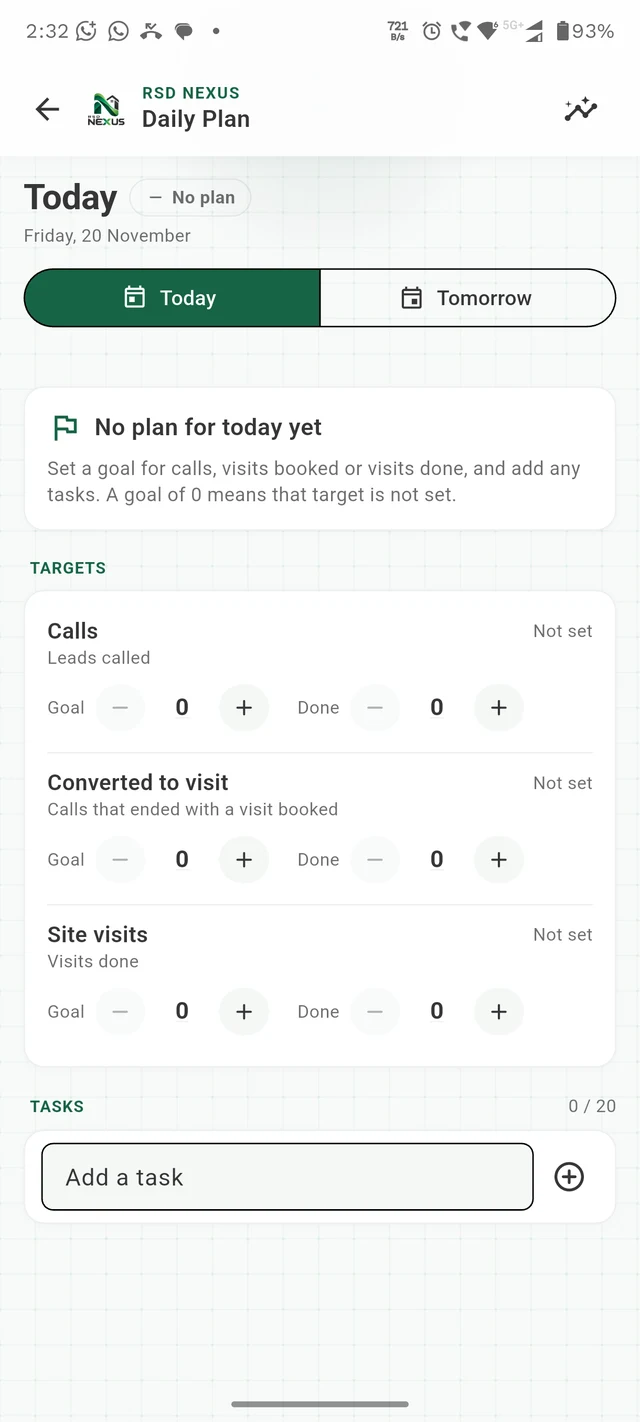 2:32 721 B/s 5G+ 93%
RSD NEXUS
RSD NEXUS
Daily Plan
Today — No plan
Friday, 20 November
Today Tomorrow
No plan for today yet
Set a goal for calls, visits booked or visits done, and add any
tasks. A goal of 0 means that target is not set.
TARGETS
Calls Not set
Leads called
Goal − 0 + Done − 0 +
Converted to visit Not set
Calls that ended with a visit booked
Goal − 0 + Done − 0 +
Site visits Not set
Visits done
Goal − 0 + Done − 0 +
TASKS 0 / 20
Add a task